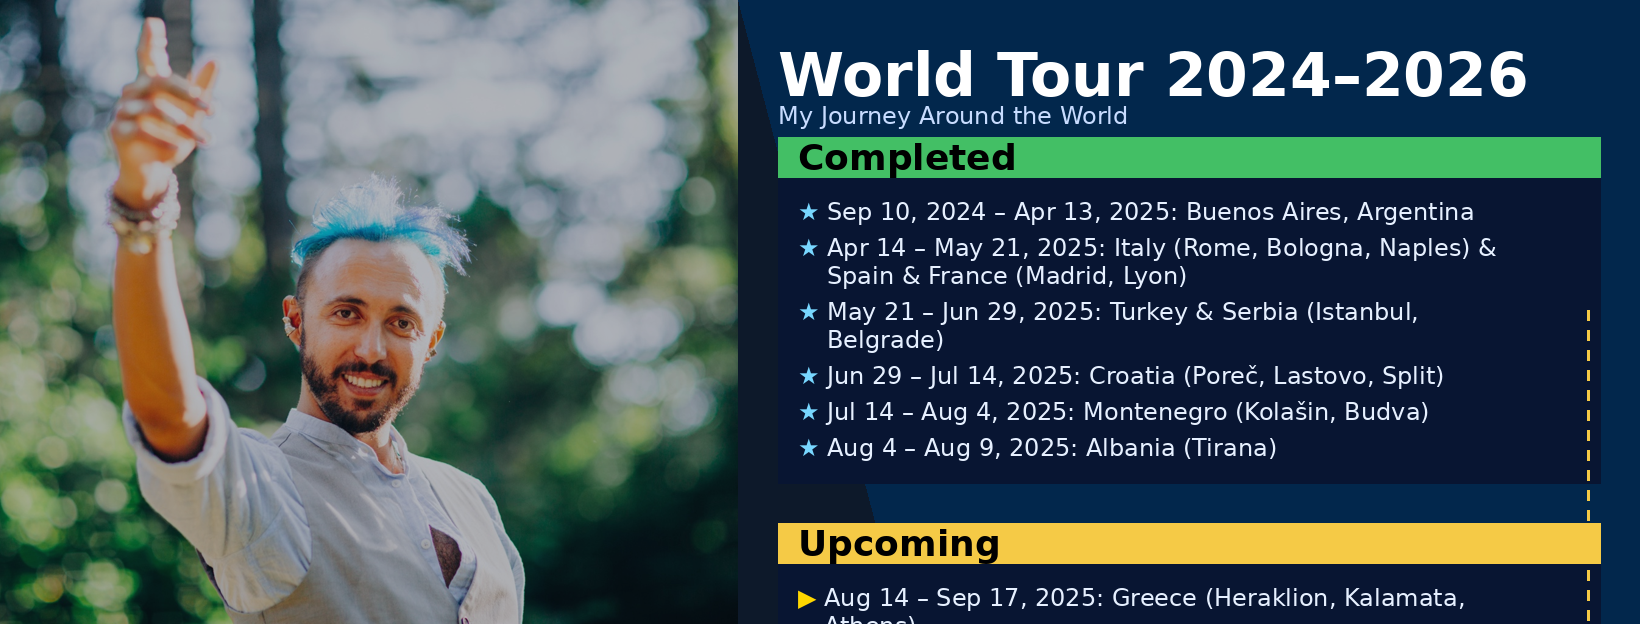 World Tour 2024–2026
My Journey Around the World
Completed
★ Sep 10, 2024 – Apr 13, 2025: Buenos Aires, Argentina
★ Apr 14 – May 21, 2025: Italy (Rome, Bologna, Naples) &
Spain & France (Madrid, Lyon)
★ May 21 – Jun 29, 2025: Turkey & Serbia (Istanbul,
Belgrade)
★ Jun 29 – Jul 14, 2025: Croatia (Poreč, Lastovo, Split)
★ Jul 14 – Aug 4, 2025: Montenegro (Kolašin, Budva)
★ Aug 4 – Aug 9, 2025: Albania (Tirana)
Upcoming
▶ Aug 14 – Sep 17, 2025: Greece (Heraklion, Kalamata,
Athens)